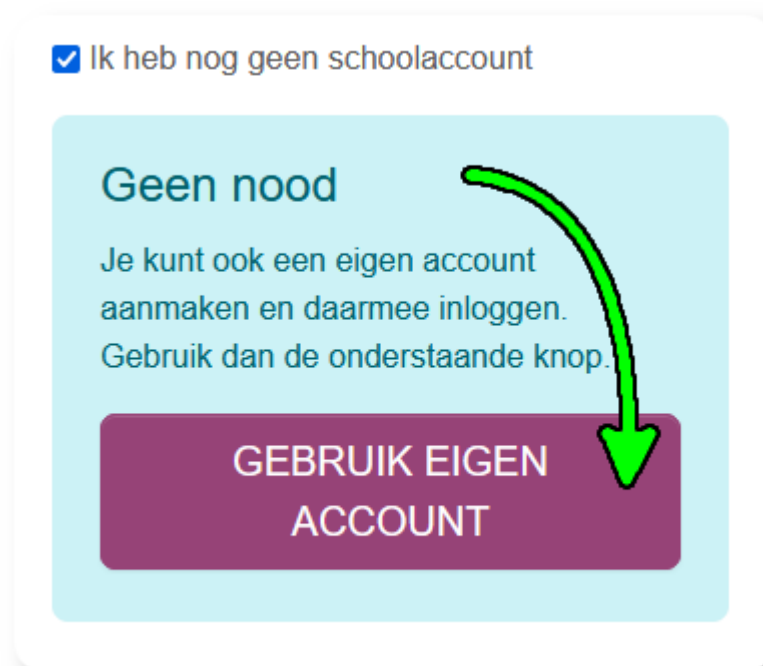 Ik heb nog geen schoolaccount
Geen nood
Je kunt ook een eigen account
aanmaken en daarmee inloggen.
Gebruik dan de onderstaande knop.
GEBRUIK EIGEN
ACCOUNT